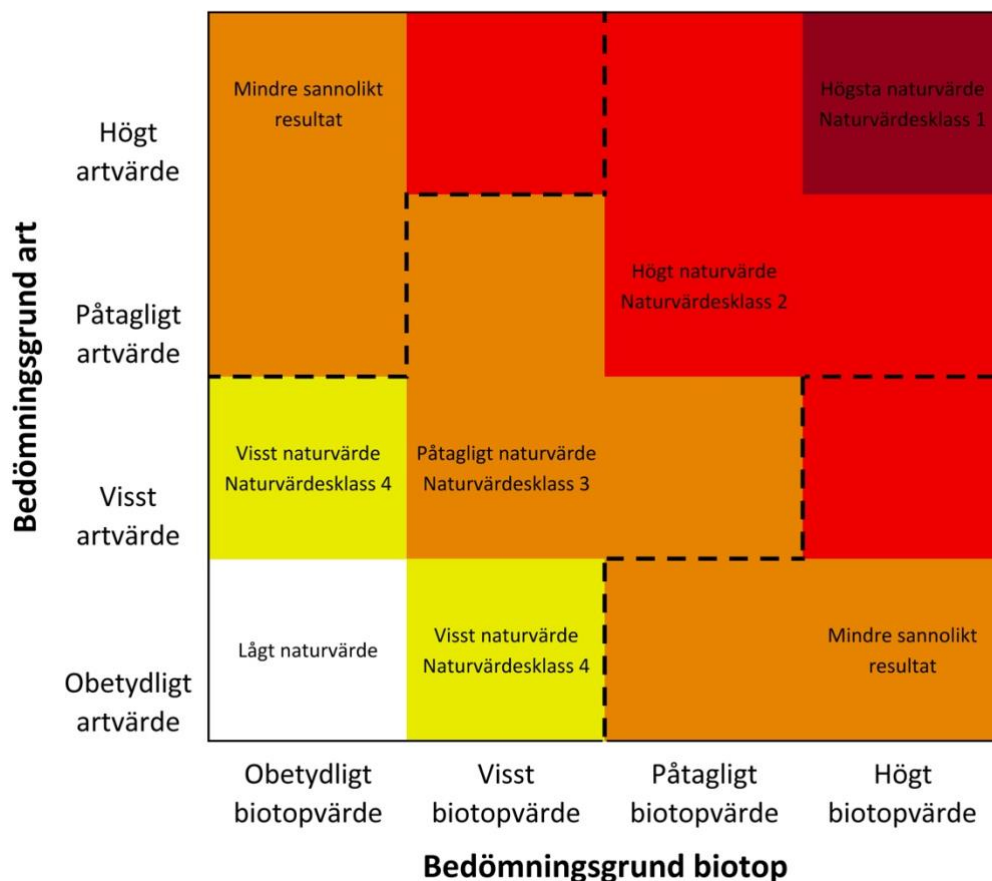 Bedömningsgrund art
Högt
artvärde
Mindre sannolikt
resultat
Högsta naturvärde
Naturvärdesklass 1
Påtagligt
artvärde
Högt naturvärde
Naturvärdesklass 2
Visst
artvärde
Visst naturvärde
Naturvärdesklass 4
Påtagligt naturvärde
Naturvärdesklass 3
Obetydligt
artvärde
Lågt naturvärde
Visst naturvärde
Naturvärdesklass 4
Mindre sannolikt
resultat
Obetydligt
biotopvärde
Visst
biotopvärde
Påtagligt
biotopvärde
Högt
biotopvärde
Bedömningsgrund biotop